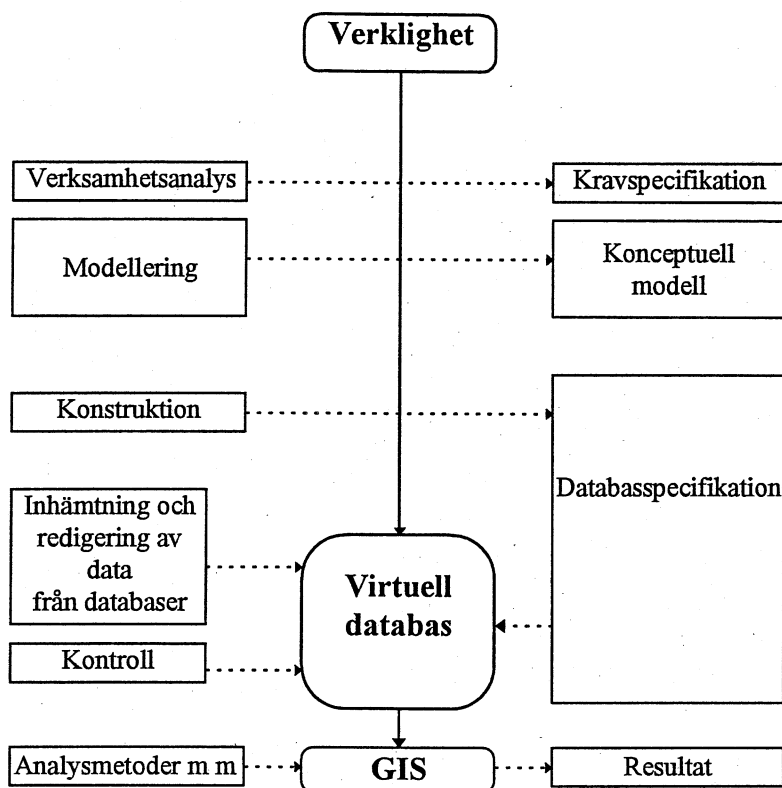 Verklighet
Verksamhetsanalys
Kravspecifikation
Modellering
Konceptuell
modell
Konstruktion
Databasspecifikation
Inhämtning och
redigering av
data
från databaser
Virtuell
databas
Kontroll
Analysmetoder m m
GIS
Resultat